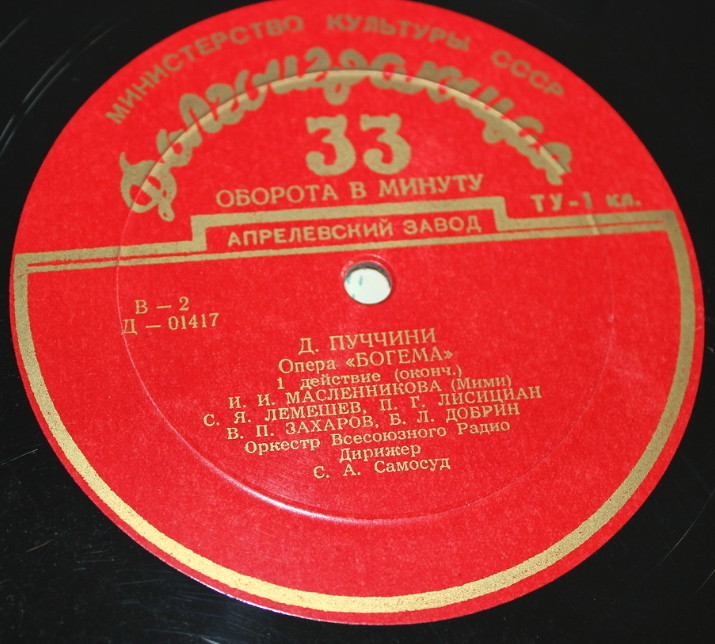 МИНИСТЕРСТВО КУЛЬТУРЫ СССР
Долгоиграющая
33
ОБОРОТА В МИНУТУ
ТУ-1 кл.
АПРЕЛЕВСКИЙ ЗАВОД
В — 2
Д — 01417
Д. ПУЧЧИНИ
Опера «БОГЕМА»
1 действие (оконч.)
И. И. МАСЛЕННИКОВА (Мими)
С. Я. ЛЕМЕШЕВ, П. Г. ЛИСИЦИАН
В. П. ЗАХАРОВ, Б. Л. ДОБРИН
Оркестр Всесоюзного Радио
Дирижер
С. А. Самосуд